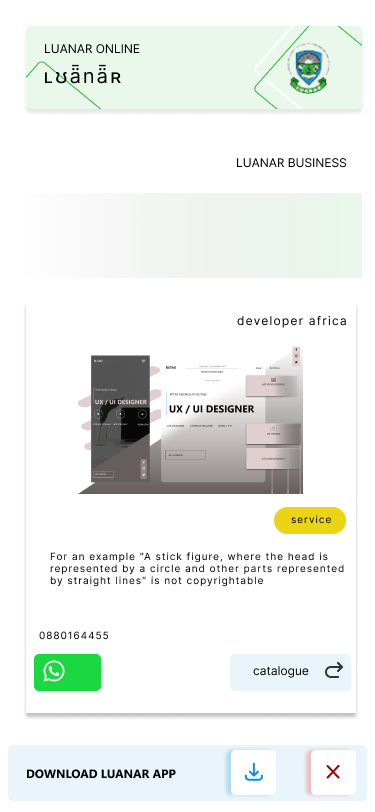 LUANAR ONLINE
LUANAR
LUANAR BUSINESS
developer africa
UX / UI DESIGNER
UX / UI DESIGNER
service
For an example "A stick figure, where the head is
represented by a circle and other parts represented
by straight lines" is not copyrightable
0880164455
catalogue
DOWNLOAD LUANAR APP